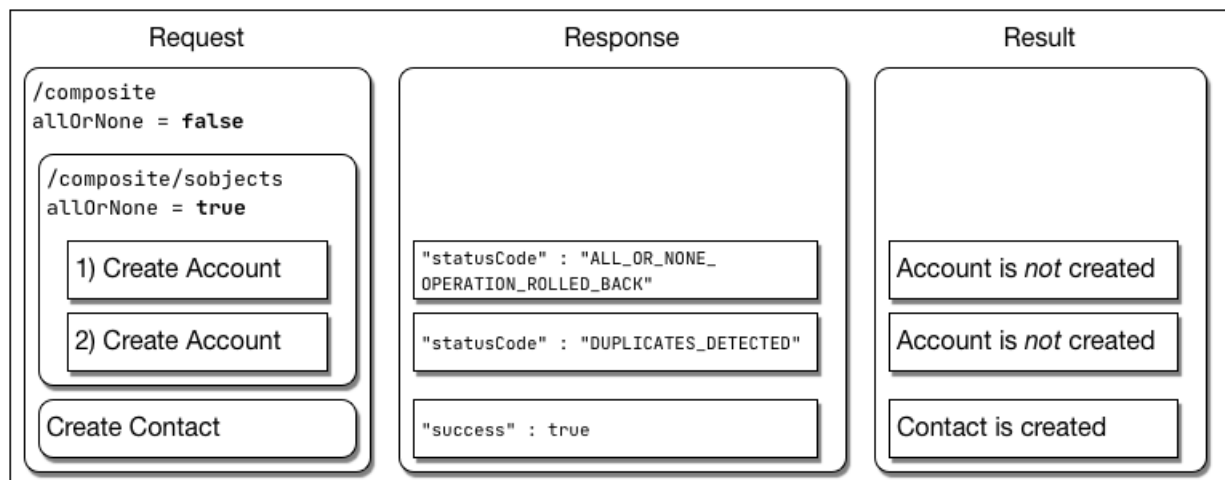 Request
Response
Result
/composite
allOrNone = false
/composite/sobjects
allOrNone = true
1) Create Account
"statusCode" : "ALL_OR_NONE_
OPERATION_ROLLED_BACK"
Account is not created
2) Create Account
"statusCode" : "DUPLICATES_DETECTED"
Account is not created
Create Contact
"success" : true
Contact is created